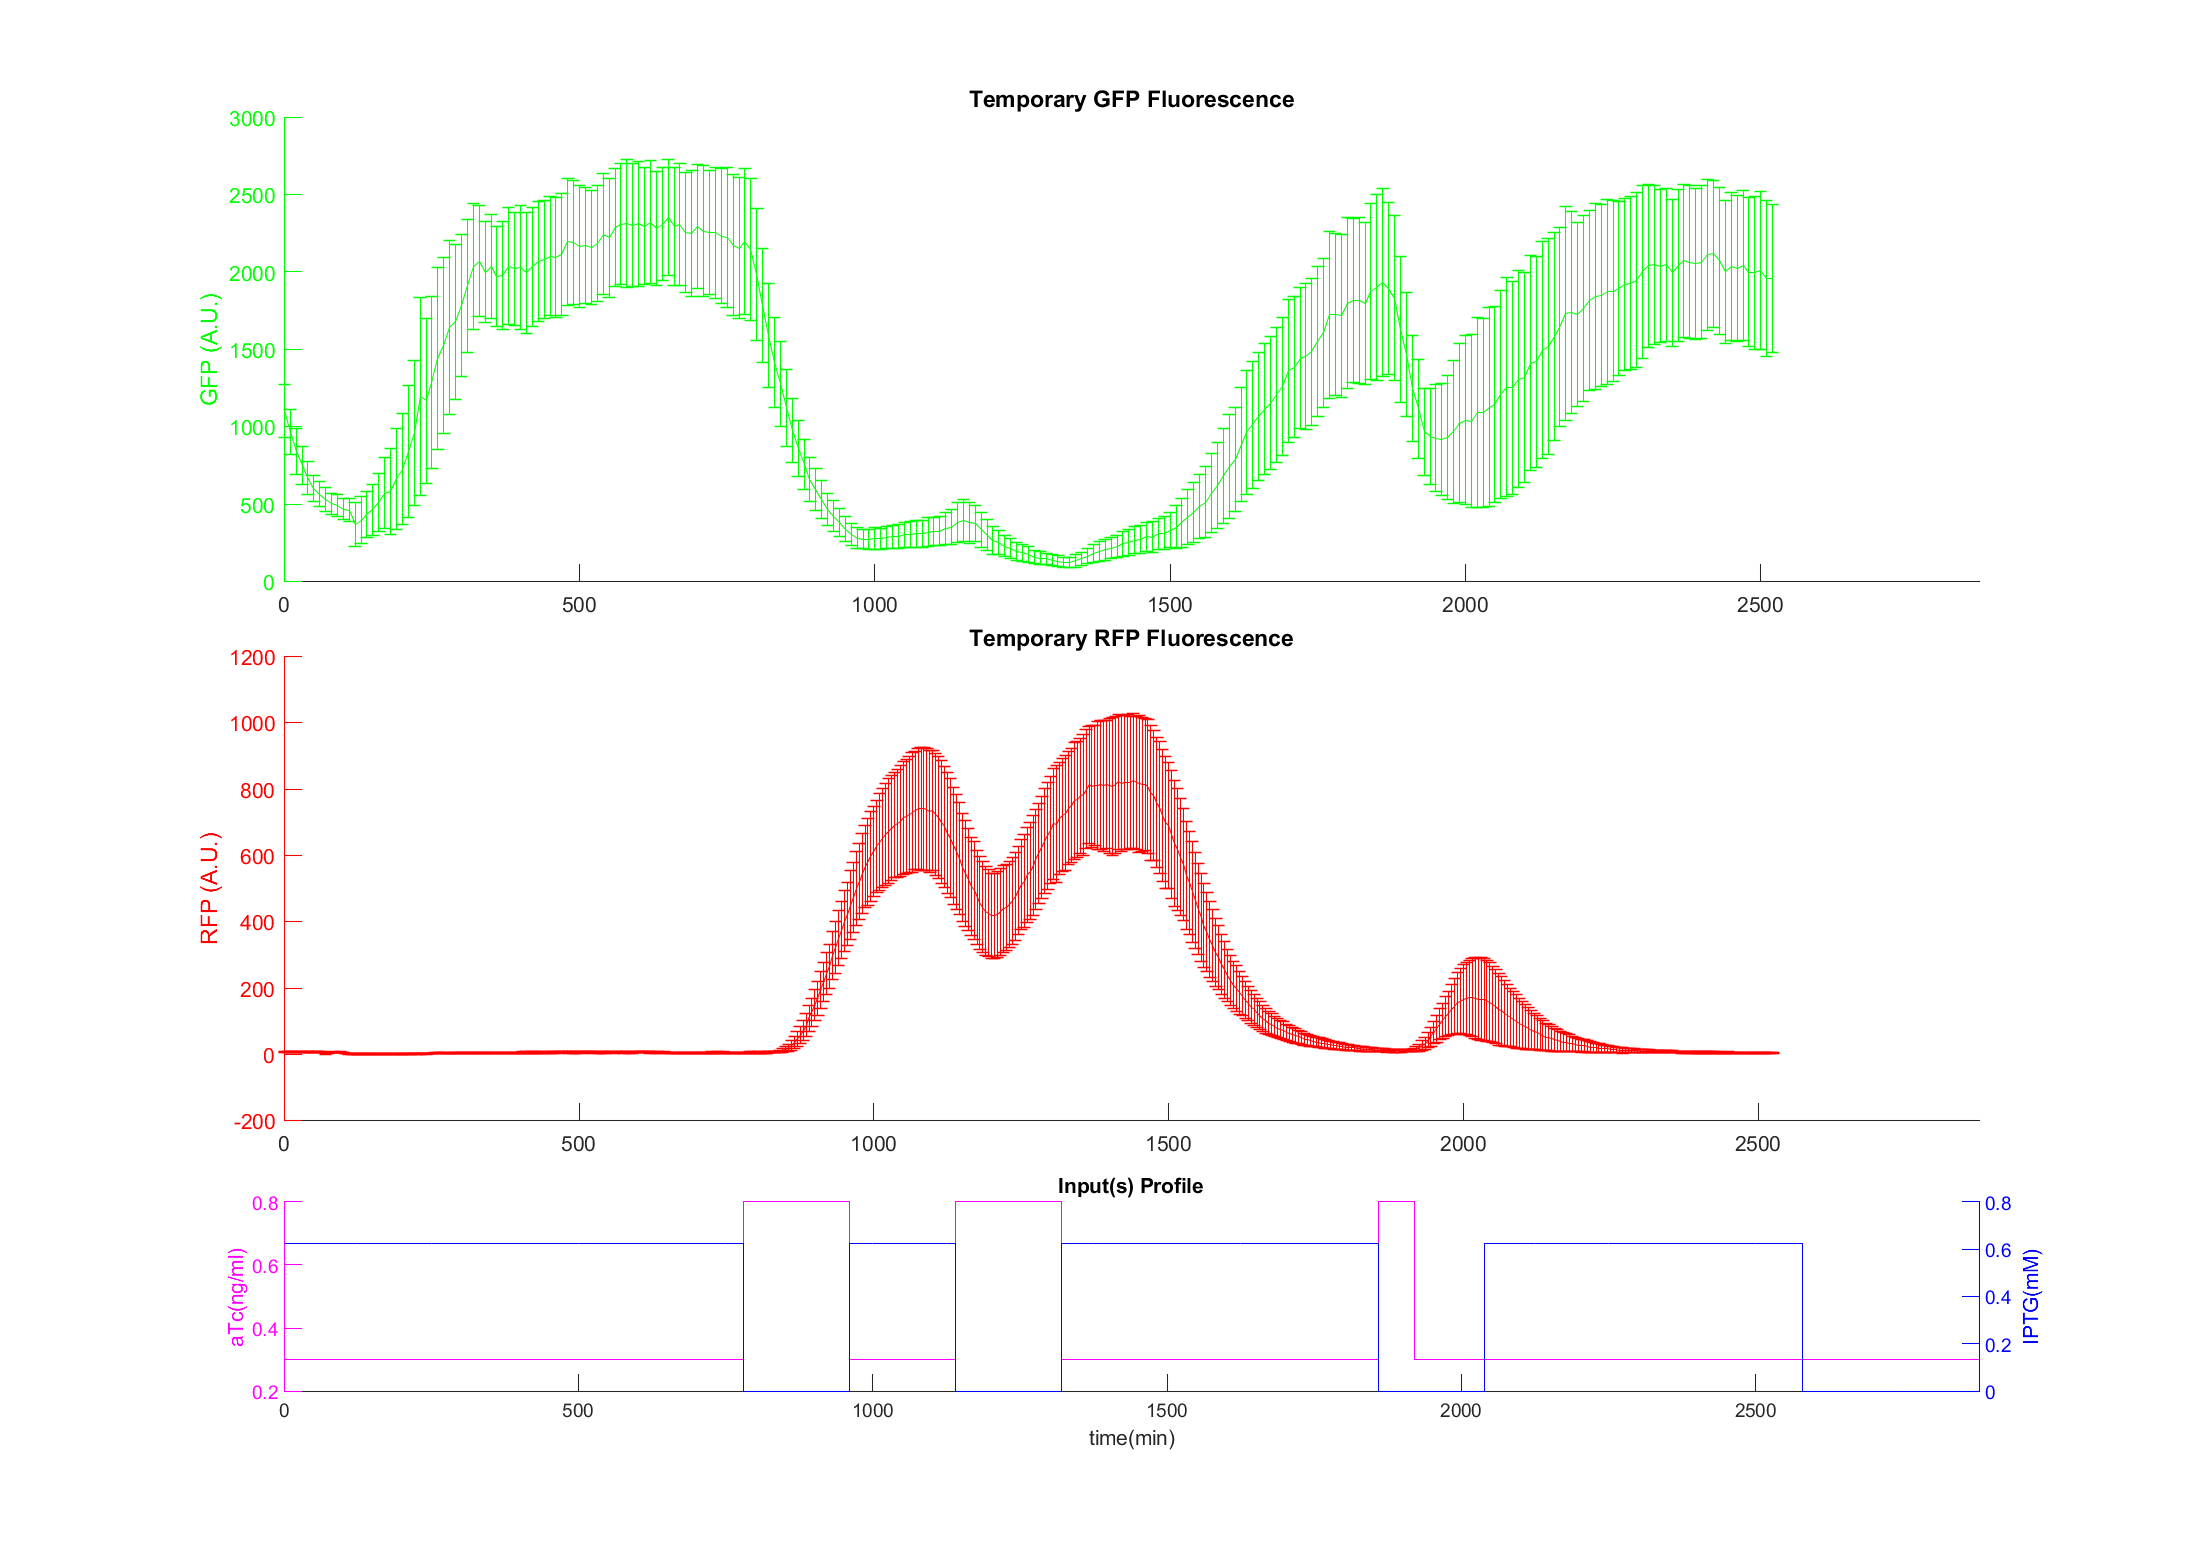 Temporary GFP Fluorescence
3000
2500
2000
1500
1000
500
0
GFP (A.U.)
0 500 1000 1500 2000 2500
Temporary RFP Fluorescence
1200
1000
800
600
400
200
0
-200
RFP (A.U.)
0 500 1000 1500 2000 2500
Input(s) Profile
0.8
0.6
0.4
0.2
aTc(ng/ml)
0.8
0.6
0.4
0.2
0
IPTG(mM)
0 500 1000 1500 2000 2500
time(min)